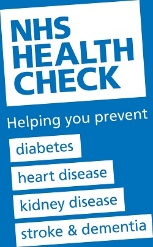 NHS
HEALTH
CHECK
Helping you prevent
diabetes
heart disease
kidney disease
stroke & dementia